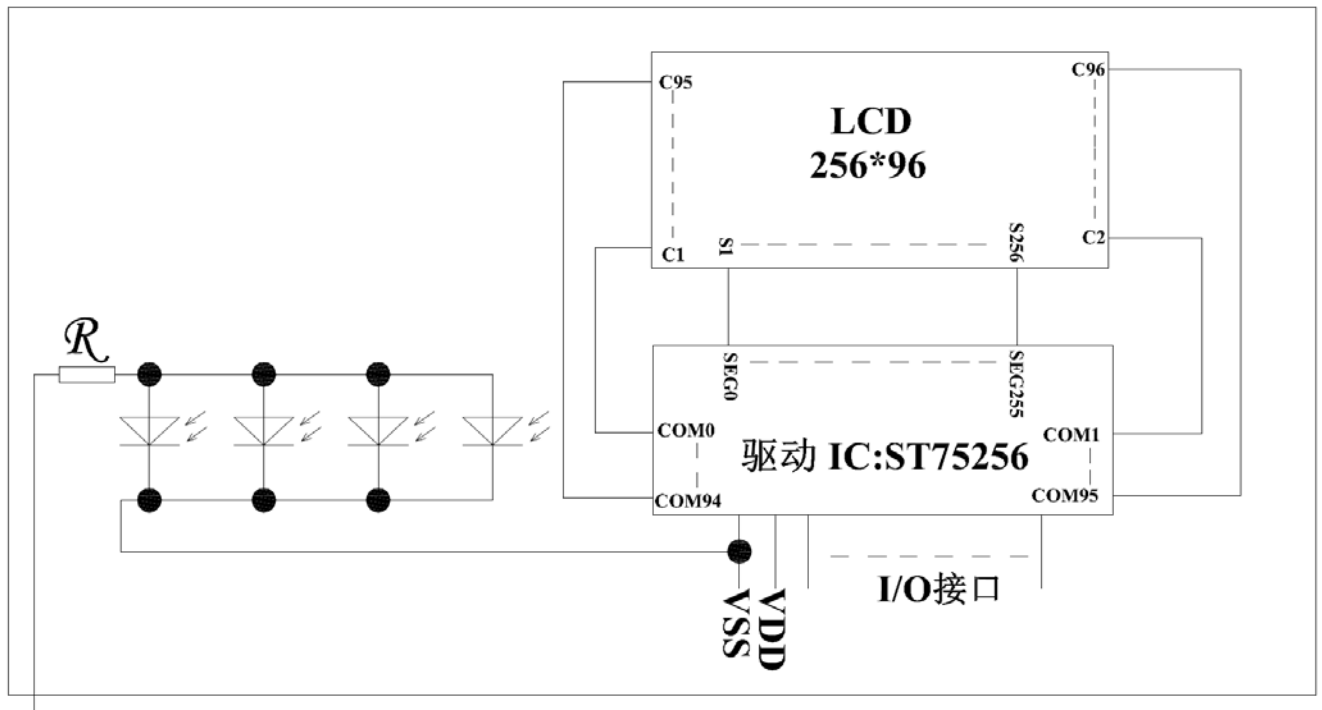 C95
C96
LCD
256*96
C1
S1
S256
C2
R
SEG0
SEG255
COM0
COM1
驱动 IC:ST75256
COM94
COM95
VSS
VDD
I/O接口